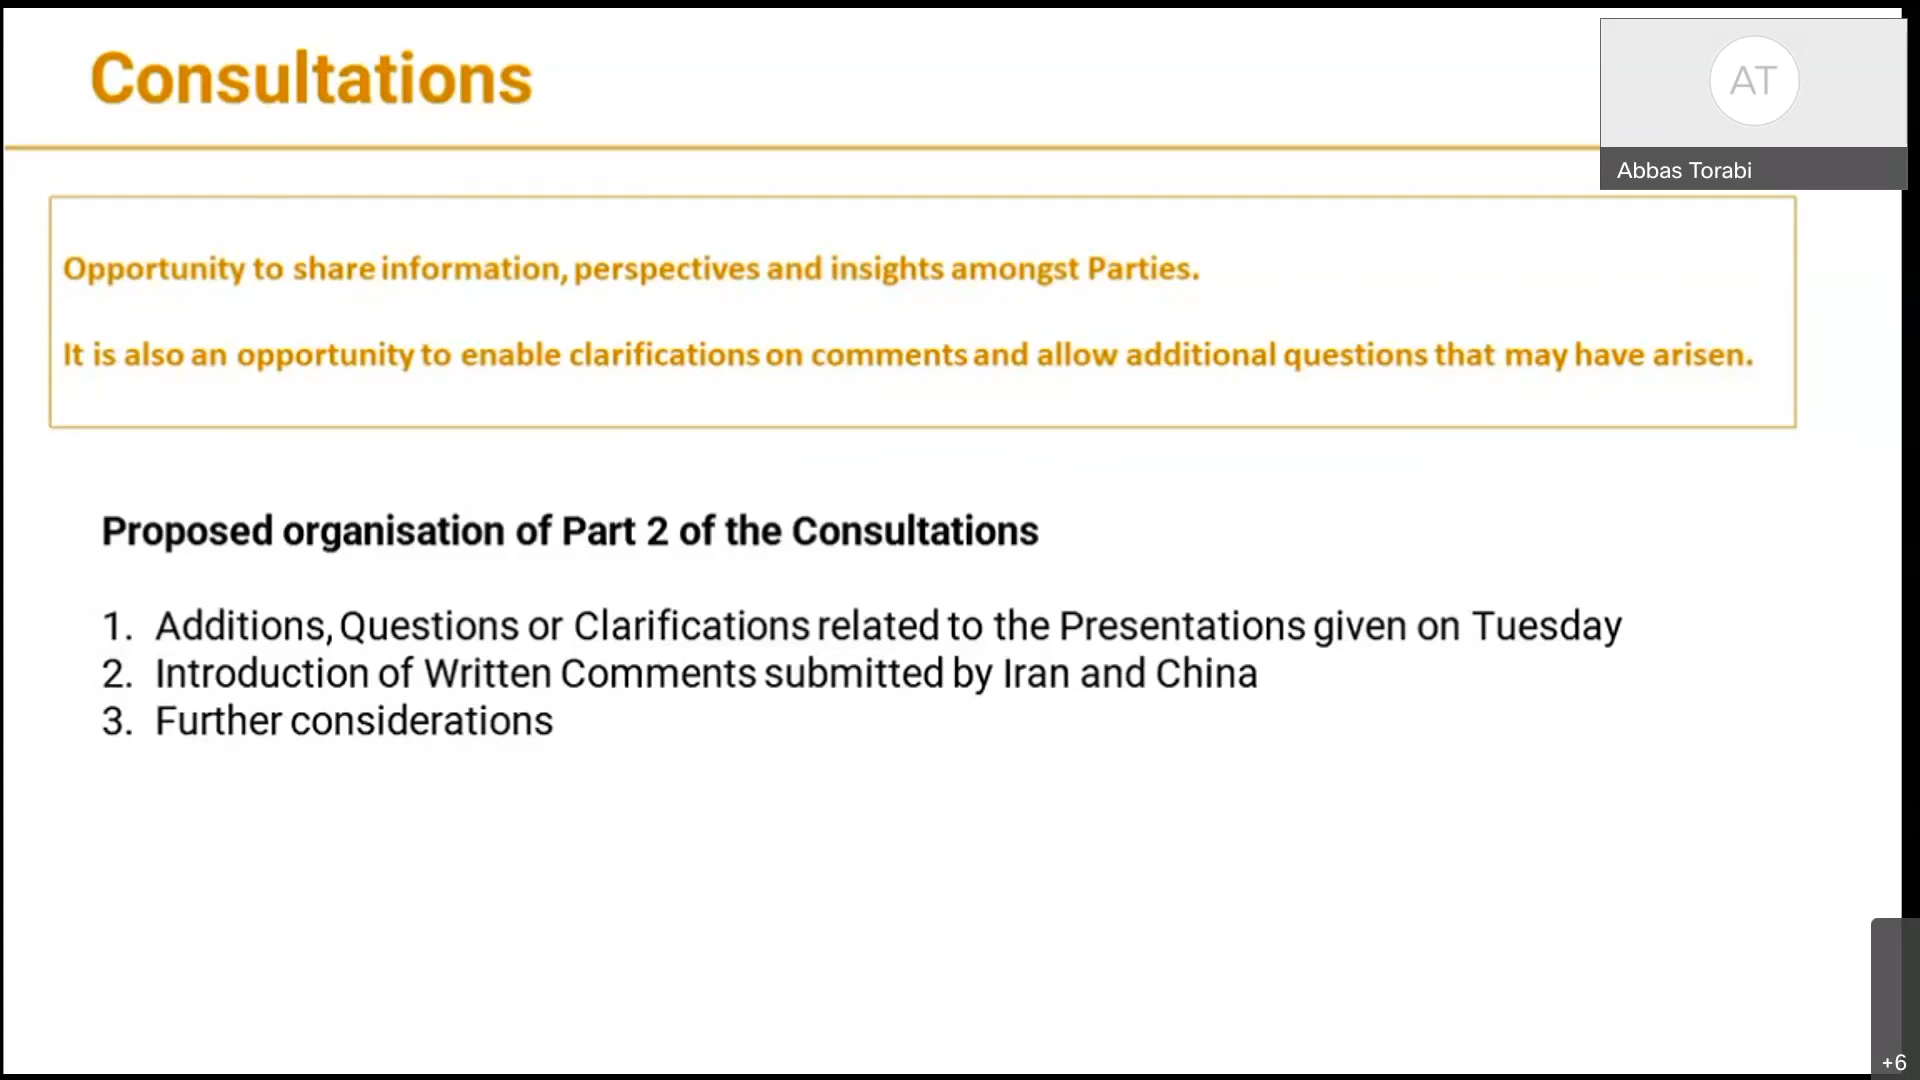 Consultations
AT
Abbas Torabi
Opportunity to share information, perspectives and insights amongst Parties.
It is also an opportunity to enable clarifications on comments and allow additional questions that may have arisen.
Proposed organisation of Part 2 of the Consultations
1. Additions, Questions or Clarifications related to the Presentations given on Tuesday
2. Introduction of Written Comments submitted by Iran and China
3. Further considerations
+6